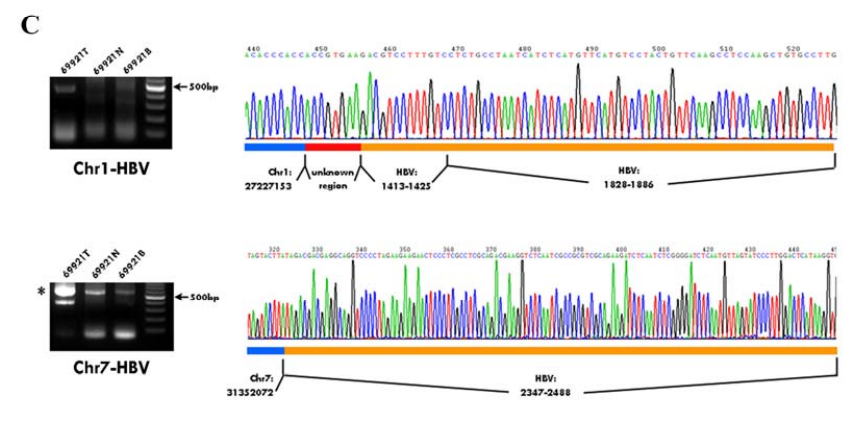 C
69921T 69921N 69921B
500bp
Chr1-HBV
440 450 460 470 480 490 500 510 520
ACACCCACCACCGTGAAGACGTCCTTTGTCCTCTGCCTAATCATCTCATGTTCATGTCCTACTGTTCAAGCCTCCAAGCTGTGCCTTG
Chr1:
27227153
unknown
region
HBV:
1413-1425
HBV:
1828-1886
69921T 69921N 69921B
*
500bp
Chr7-HBV
320 330 340 350 360 370 380 390 400 410 420 430 440
Chr7:
31352072
HBV:
2347-2488